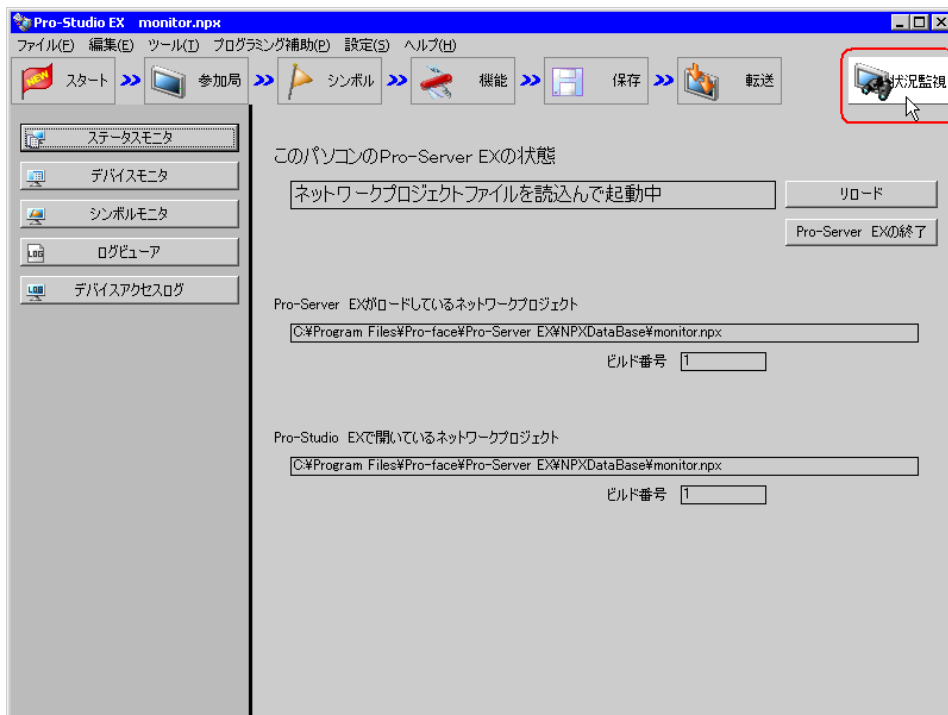 Pro-Studio EX monitor.npx
ファイル(F) 編集(E) ツール(T) プログラミング補助(P) 設定(S) ヘルプ(H)
NEW スタート 参加局 シンボル 機能 保存 転送 状況監視
ステータスモニタ
デバイスモニタ
シンボルモニタ
LOG ログビューア
LOG デバイスアクセスログ
このパソコンのPro-Server EXの状態
ネットワークプロジェクトファイルを読込んで起動中
リロード
Pro-Server EXの終了
Pro-Server EXがロードしているネットワークプロジェクト
C:¥Program Files¥Pro-face¥Pro-Server EX¥NPXDataBase¥monitor.npx
ビルド番号 1
Pro-Studio EXで開いているネットワークプロジェクト
C:¥Program Files¥Pro-face¥Pro-Server EX¥NPXDataBase¥monitor.npx
ビルド番号 1